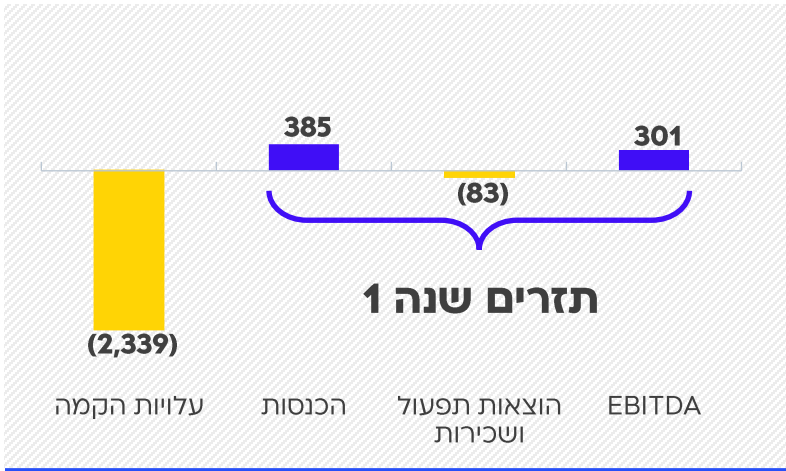 385
301
(83)
תזרים שנה 1
(2,339)
עלויות הקמה
הכנסות
הוצאות תפעול
ושכירות
EBITDA